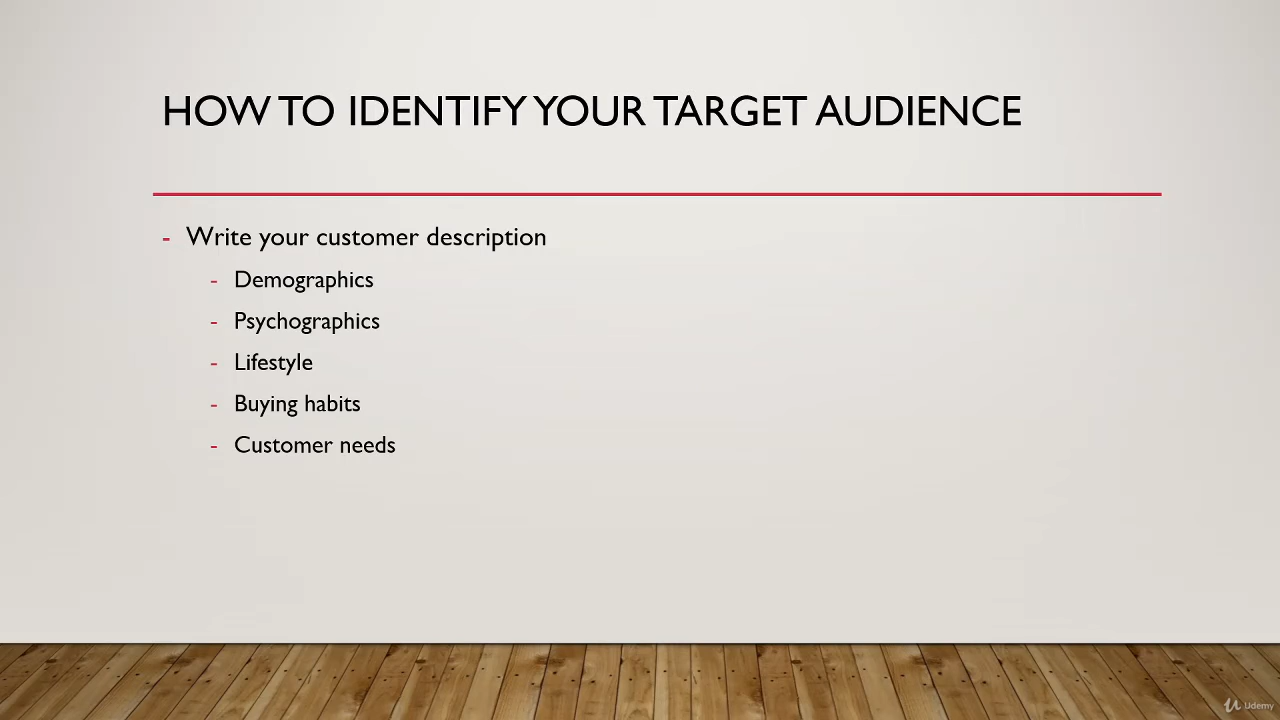 HOW TO IDENTIFY YOUR TARGET AUDIENCE
- Write your customer description
- Demographics
- Psychographics
- Lifestyle
- Buying habits
- Customer needs
Udemy